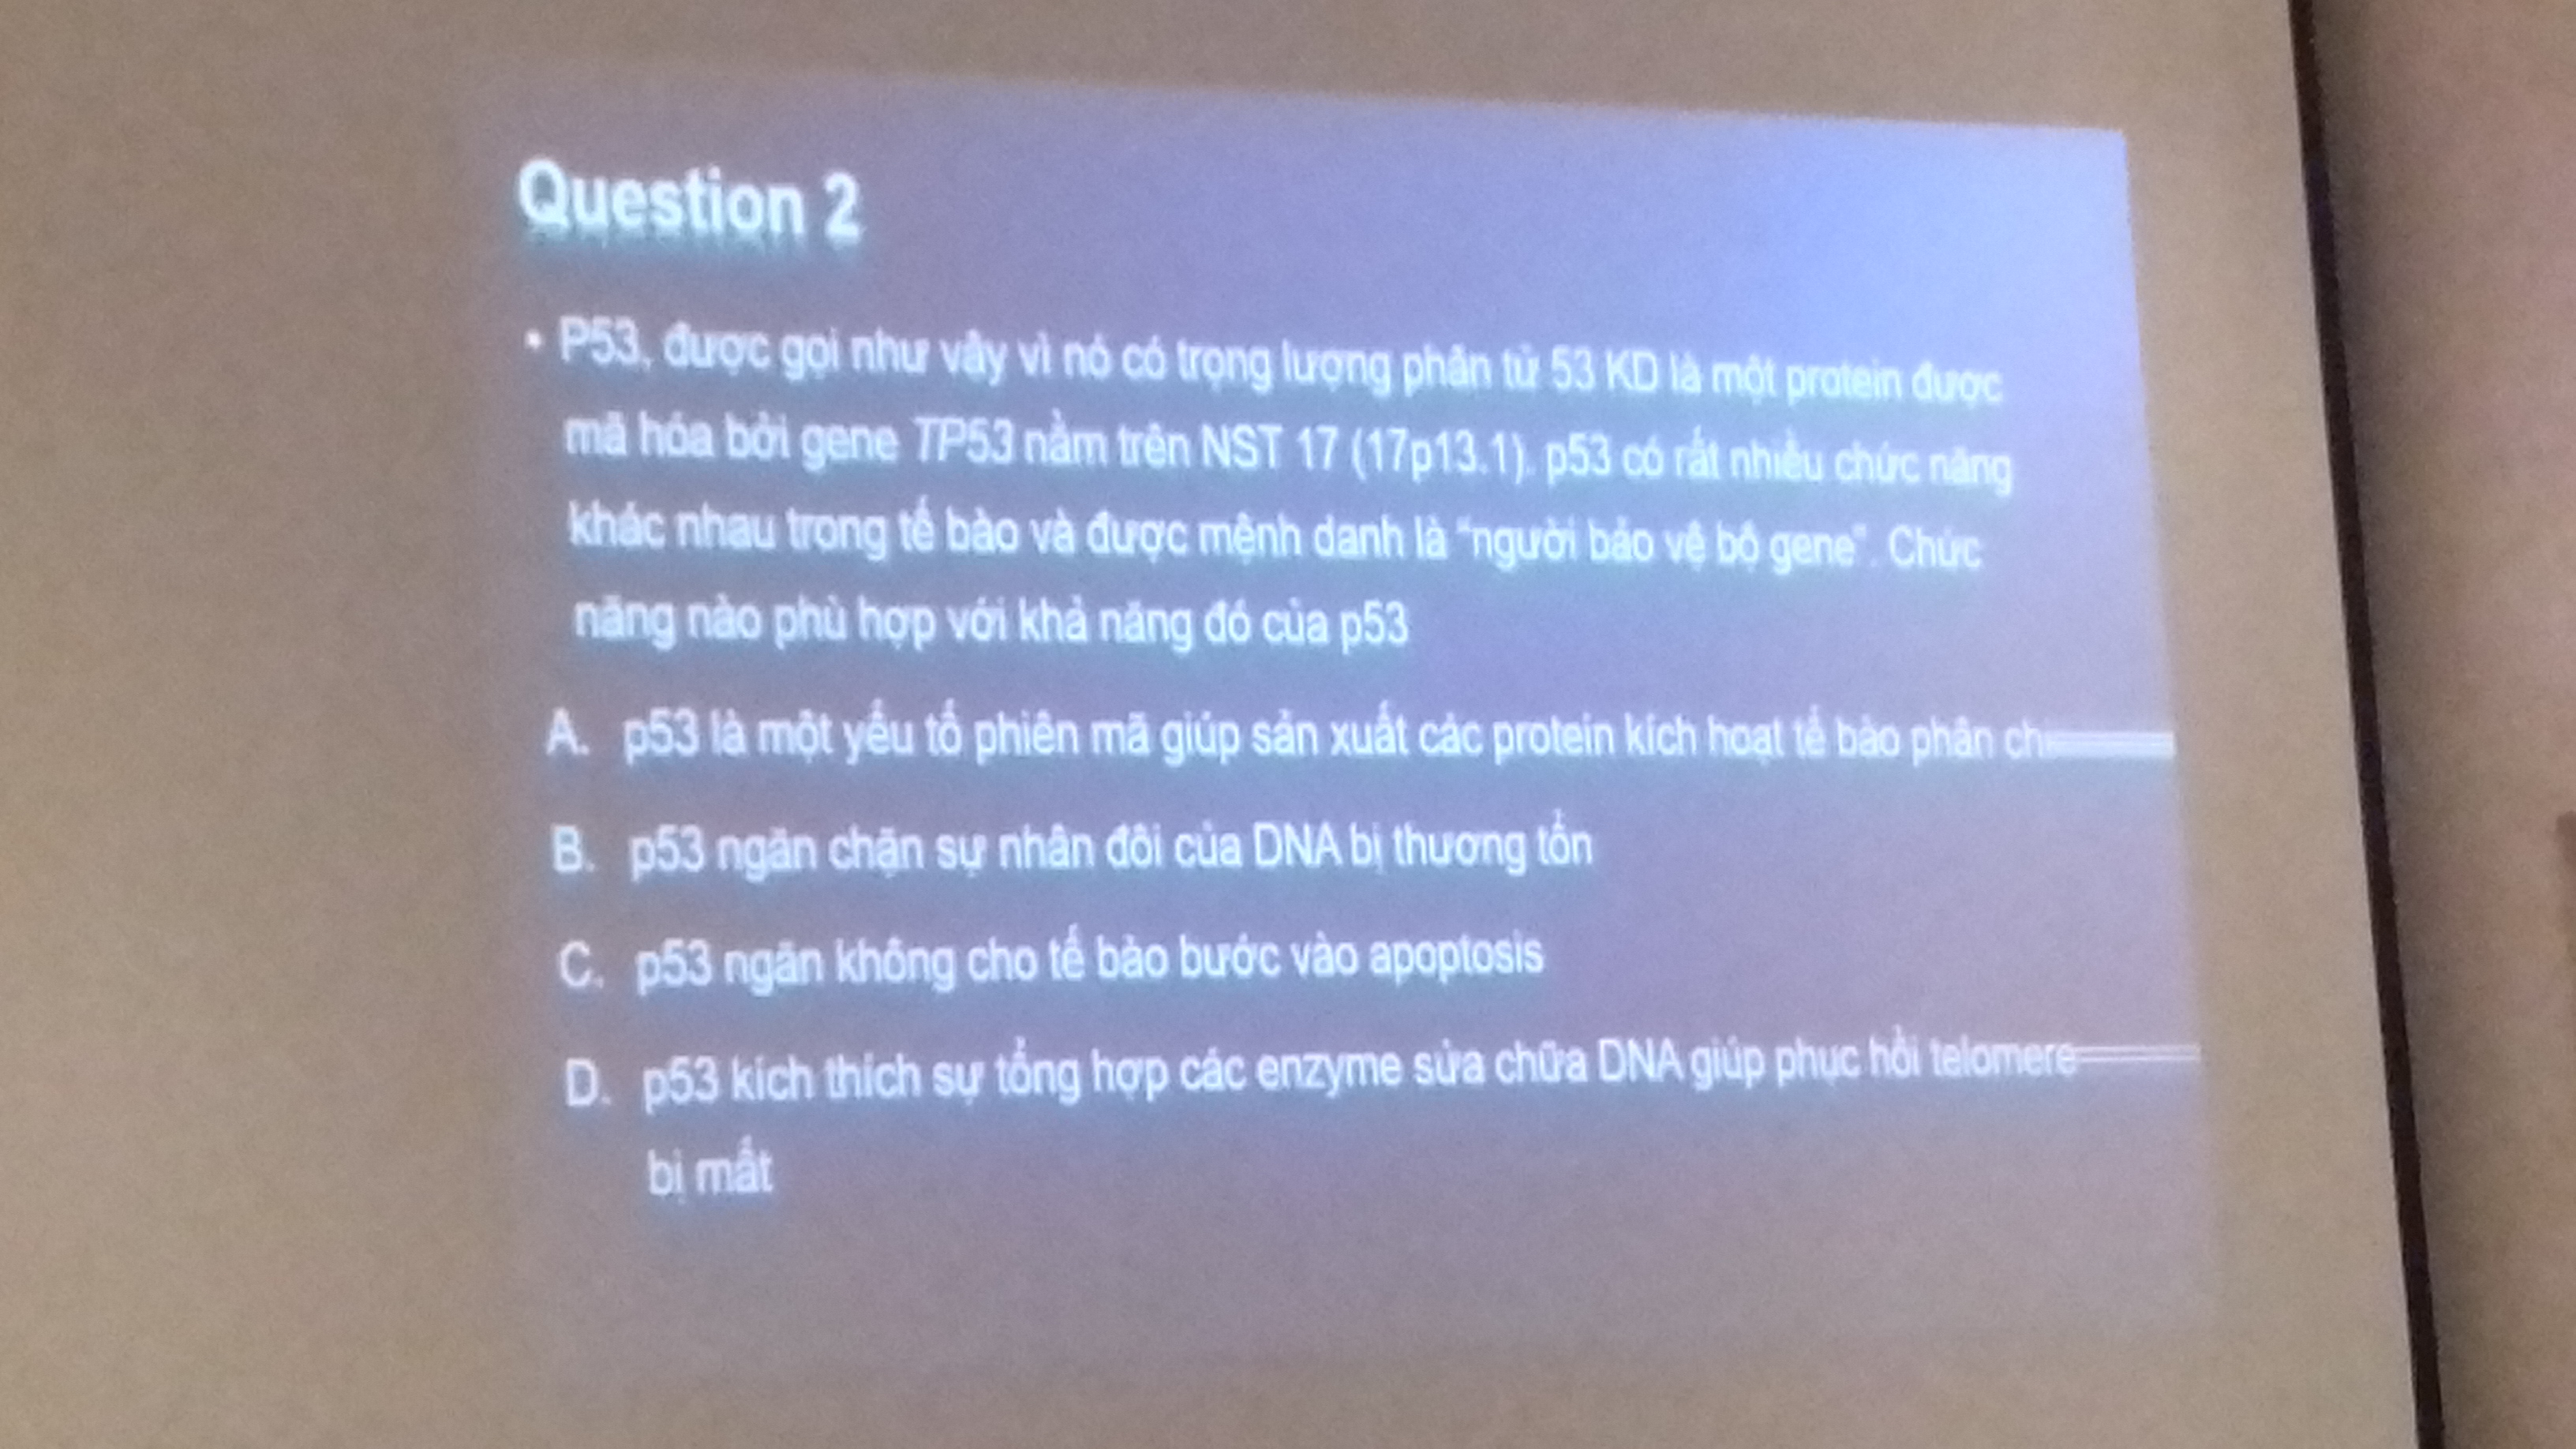 Question 2
• P53, được gọi như vậy vì nó có trọng lượng phân tử 53 KD là một protein được
mã hóa bởi gene TP53 nằm trên NST 17 (17p13.1). p53 có rất nhiều chức năng
khác nhau trong tế bào và được mệnh danh là “người bảo vệ bộ gene”. Chức
năng nào phù hợp với khả năng đó của p53
A. p53 là một yếu tố phiên mã giúp sản xuất các protein kích hoạt tế bào phân
B. p53 ngăn chặn sự nhân đôi của DNA bị thương tổn
C. p53 ngăn không cho tế bào bước vào apoptosis
D. p53 kích thích sự tổng hợp các enzyme sửa chữa DNA giúp phục hồi telomere
bị mất